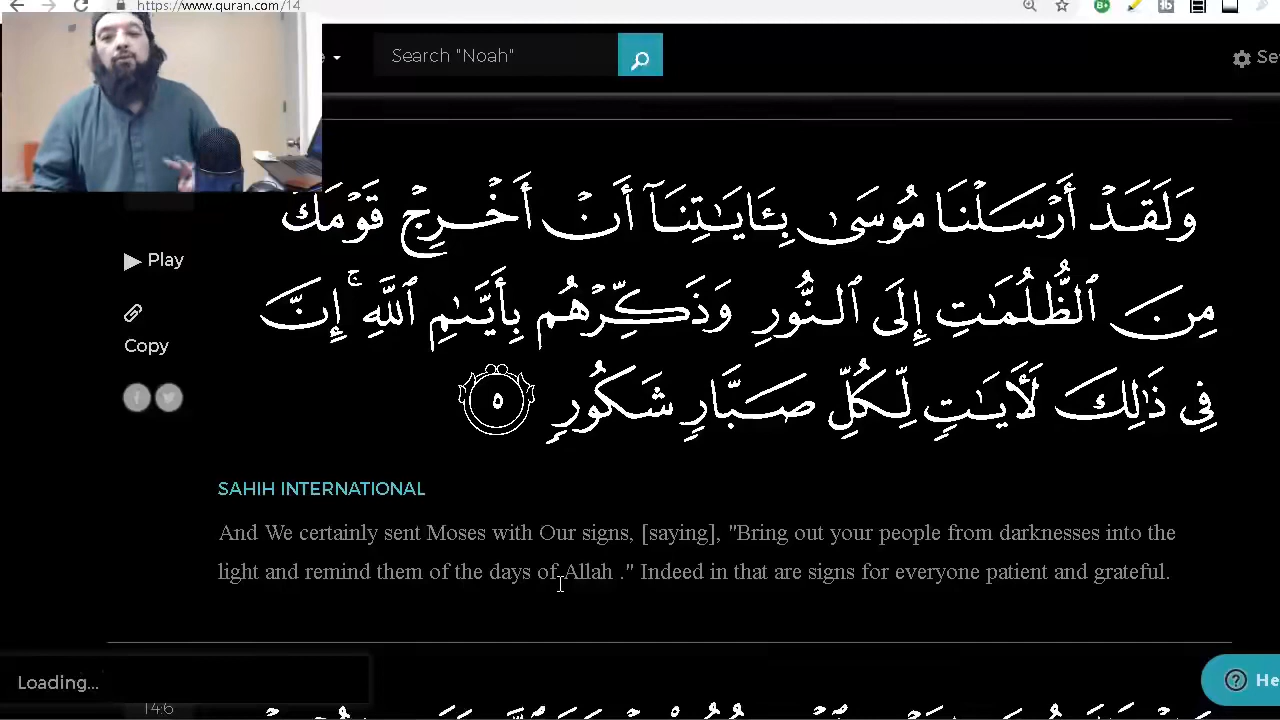 https://www.quran.com/14
Search "Noah"
وَلَقَدْ أَرْسَلْنَا مُوسَىٰ بِـَٔايَـٰتِنَآ أَنْ أَخْرِجْ قَوْمَكَ
مِنَ ٱلظُّلُمَـٰتِ إِلَى ٱلنُّورِ وَذَكِّرْهُم بِأَيَّىٰمِ ٱللَّهِ ۚ إِنَّ
فِى ذَٰلِكَ لَـَٔايَـٰتٍ لِّكُلِّ صَبَّارٍ شَكُورٍ ٥
Play
Copy
SAHIH INTERNATIONAL
And We certainly sent Moses with Our signs, [saying], "Bring out your people from darknesses into the
light and remind them of the days of Allah ." Indeed in that are signs for everyone patient and grateful.
Loading...
14:6